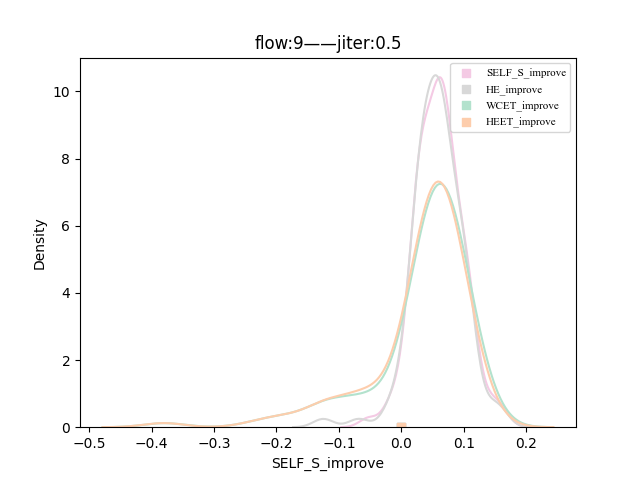 flow:9——jiter:0.5
SELF_S_improve
HE_improve
WCET_improve
HEET_improve
Density
10
8
6
4
2
0
−0.5 −0.4 −0.3 −0.2 −0.1 0.0 0.1 0.2
SELF_S_improve